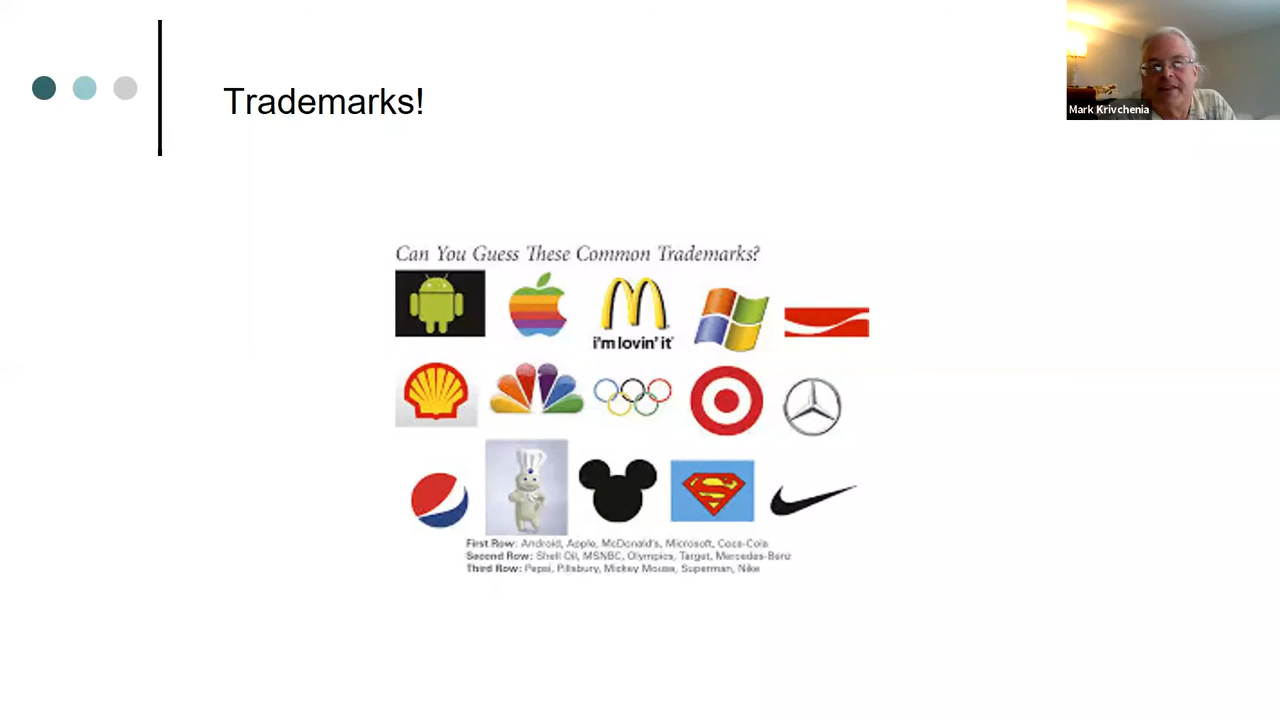 Trademarks!
Mark Krivchenia
Can You Guess These Common Trademarks?
i'm lovin' it
First Row: Android, Apple, McDonald's, Microsoft, Coca-Cola
Second Row: Shell Oil, MSNBC, Olympics, Target, Mercedes-Benz
Third Row: Pepsi, Pillsbury, Mickey Mouse, Superman, Nike